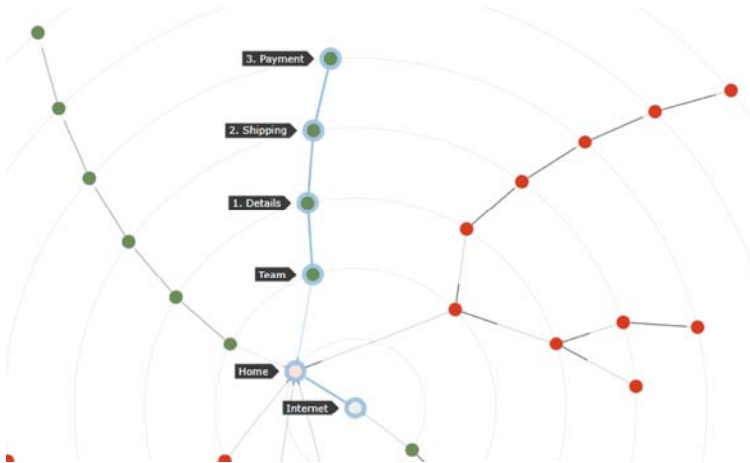 3. Payment
2. Shipping
1. Details
Team
Home
Internet